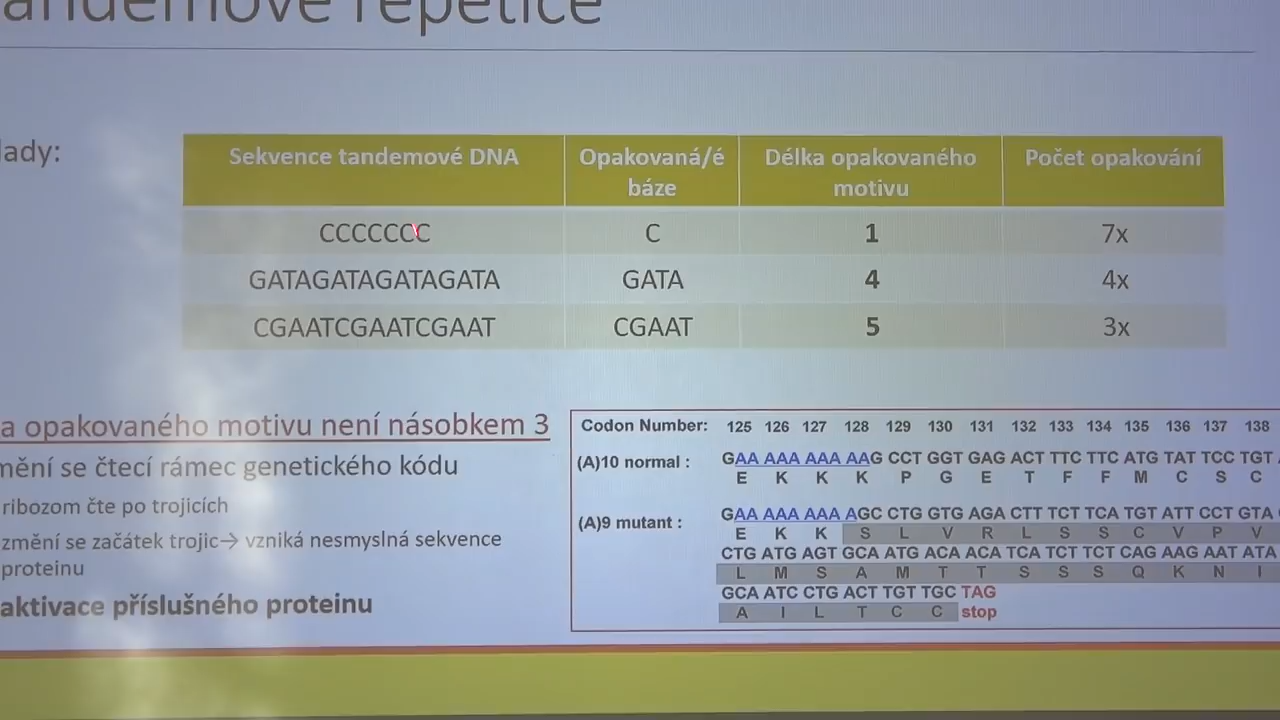 andemové repetice
lady:
Sekvence tandemové DNA
Opakovaná/é
báze
Délka opakovaného
motivu
Počet opakování
CCCCCCC
C
1
7x
GATAGATAGATAGATA
GATA
4
4x
CGAATCGAATCGAAT
CGAAT
5
3x
a opakovaného motivu není násobkem 3
mění se čtecí rámec genetického kódu
ribozom čte po trojicích
změní se začátek trojic→ vzniká nesmyslná sekvence
proteinu
aktivace příslušného proteinu
Codon Number: 125 126 127 128 129 130 131 132 133 134 135 136 137 138
(A)10 normal : GAA AAA AAA AAG CCT GGT GAG ACT TTC TTC ATG TAT TCC TGT
E K K K P G E T F F M C S C
(A)9 mutant : GAA AAA AAA AGC CTG GTG AGA CTT TCT TCA TGT ATT CCT GTA
E K K S L V R L S S C V P V
CTG ATG AGT GCA ATG ACA ACA TCA TCT TCT CAG AAG AAT ATA
L M S A M T T S S S Q K N I
GCA ATC CTG ACT TGT TGC TAG
A I L T C C stop